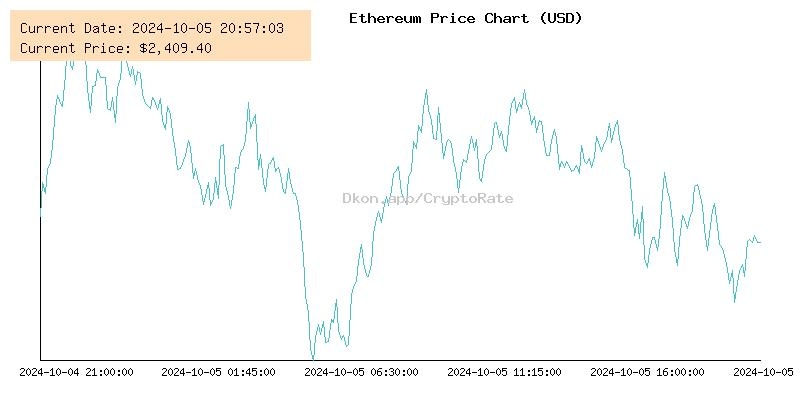 Ethereum Price Chart (USD)
Current Date: 2024-10-05 20:57:03
Current Price: $2,409.40
Dkon.app/CryptoRate
2024-10-04 21:00:00
2024-10-05 01:45:00
2024-10-05 06:30:00
2024-10-05 11:15:00
2024-10-05 16:00:00
2024-10-05